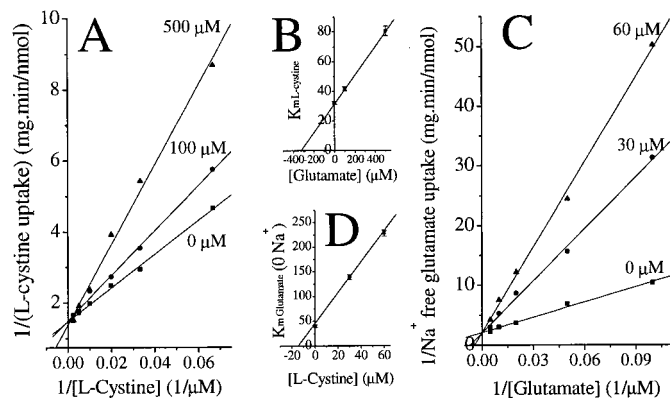 A
1/(L-cystine uptake) (mg.min/nmol)
10
8
6
4
2
500 μM
100 μM
0 μM
0.00
0.02
0.04
0.06
1/[L-Cystine] (1/μM)
B
Km L-cystine
80
60
40
20
0
-400
-200
0
200
400
[Glutamate] (μM)
D
Km Glutamate (0 Na+)
250
200
150
100
50
0
-20
0
20
40
60
[L-Cystine] (μM)
C
1/Na+ free glutamate uptake (mg.min/nmol)
50
40
30
20
10
0
60 μM
30 μM
0 μM
0.00
0.03
0.06
0.09
1/[Glutamate] (1/μM)